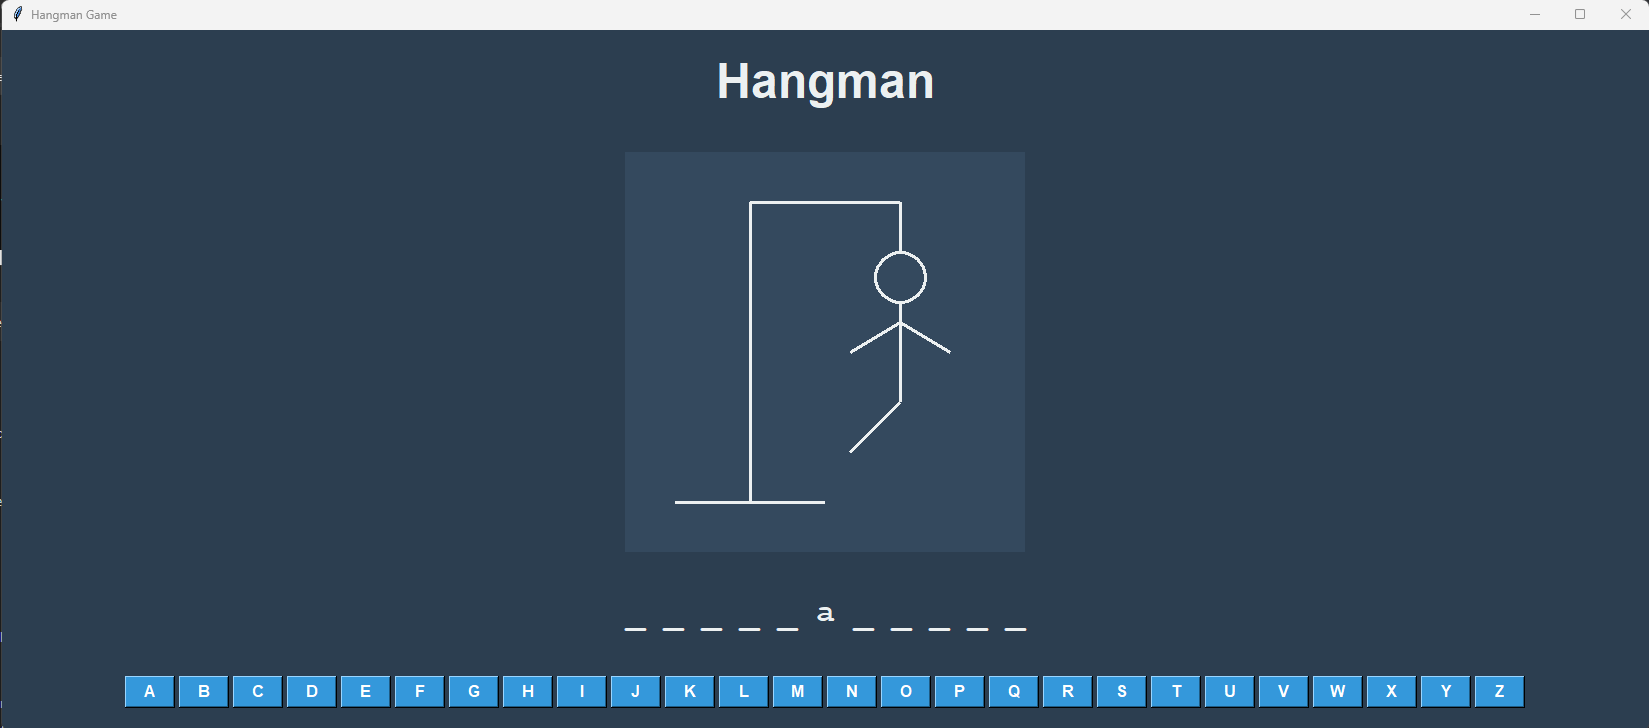 Hangman Game
Hangman
_ _ _ _ _ a _ _ _ _ _
A B C D E F G H I J K L M N O P Q R S T U V W X Y Z